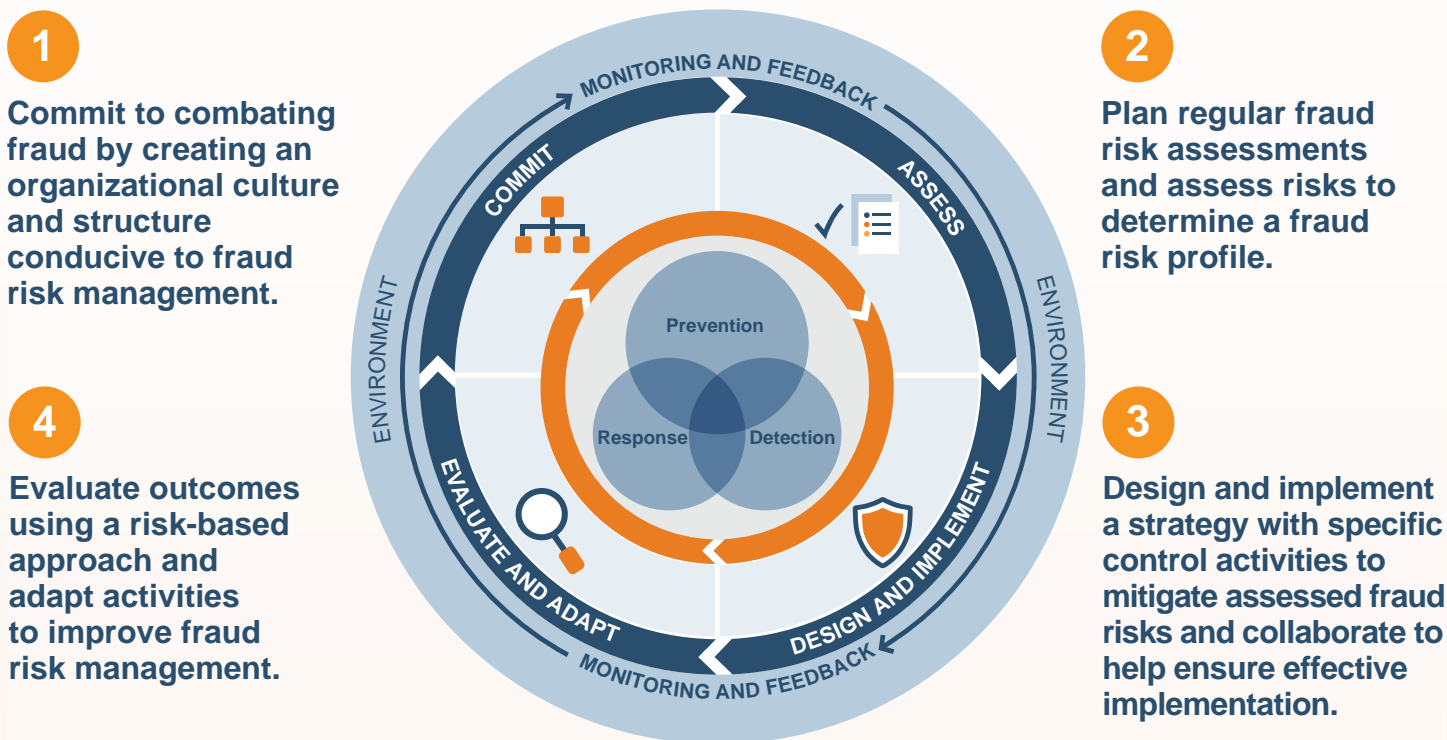 1
Commit to combating
fraud by creating an
organizational culture
and structure
conducive to fraud
risk management.
2
Plan regular fraud
risk assessments
and assess risks to
determine a fraud
risk profile.
3
Design and implement
a strategy with specific
control activities to
mitigate assessed fraud
risks and collaborate to
help ensure effective
implementation.
4
Evaluate outcomes
using a risk-based
approach and
adapt activities
to improve fraud
risk management.
MONITORING AND FEEDBACK
ENVIRONMENT
ENVIRONMENT
MONITORING AND FEEDBACK
COMMIT
ASSESS
DESIGN AND IMPLEMENT
EVALUATE AND ADAPT
Prevention
Response
Detection